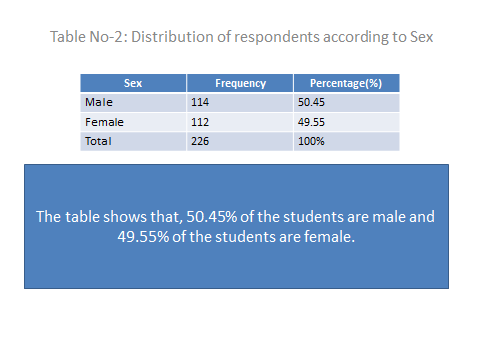 Table No-2: Distribution of respondents according to Sex
Sex Frequency Percentage(%)
Male 114 50.45
Female 112 49.55
Total 226 100%
The table shows that, 50.45% of the students are male and
49.55% of the students are female.